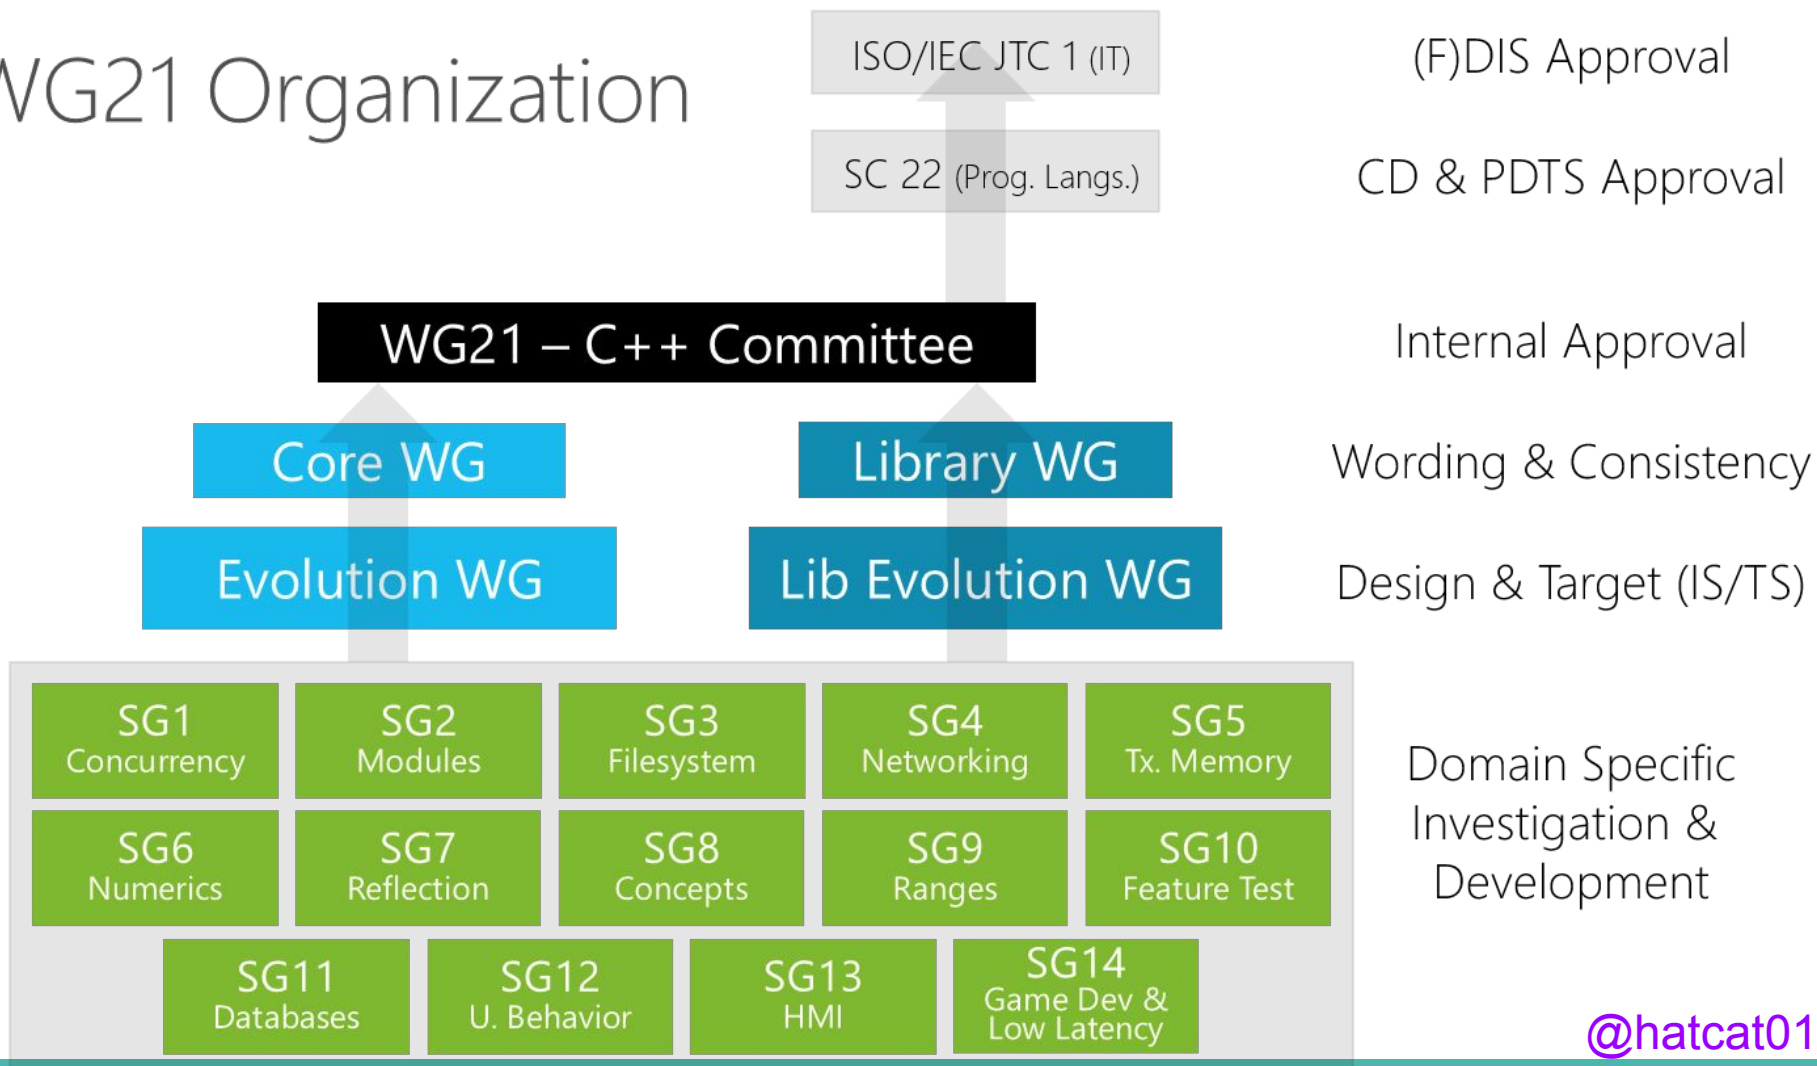 WG21 Organization
ISO/IEC JTC 1 (IT)
(F)DIS Approval
SC 22 (Prog. Langs.)
CD & PDTS Approval
WG21 – C++ Committee
Internal Approval
Core WG
Library WG
Wording & Consistency
Evolution WG
Lib Evolution WG
Design & Target (IS/TS)
SG1
Concurrency
SG2
Modules
SG3
Filesystem
SG4
Networking
SG5
Tx. Memory
SG6
Numerics
SG7
Reflection
SG8
Concepts
SG9
Ranges
SG10
Feature Test
Domain Specific
Investigation &
Development
SG11
Databases
SG12
U. Behavior
SG13
HMI
SG14
Game Dev &
Low Latency
@hatcat01